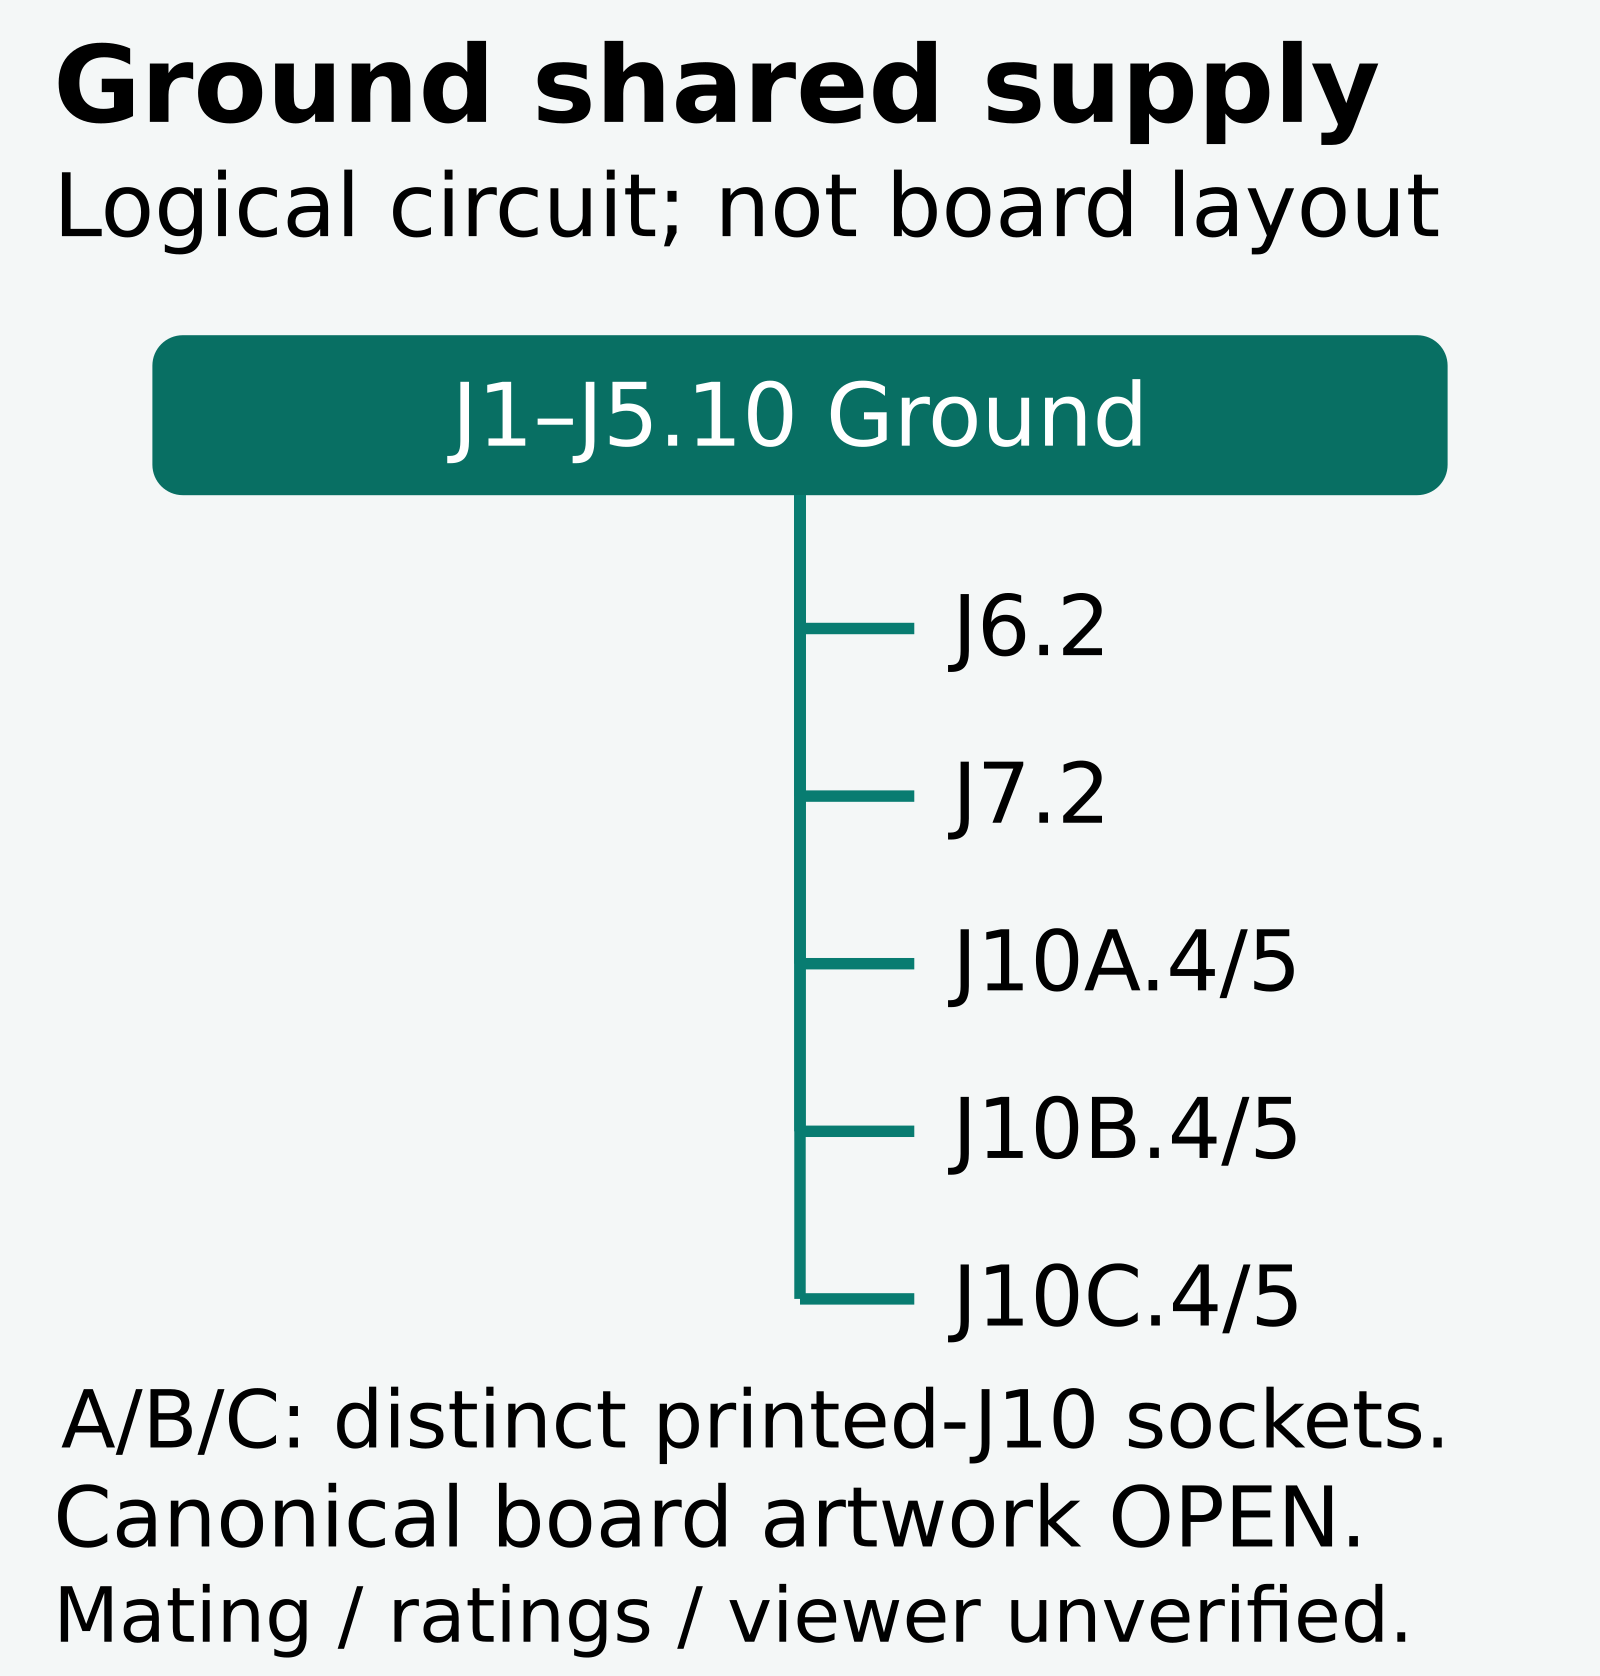 Ground shared supply
Logical circuit; not board layout
J1–J5.10 Ground
J6.2
J7.2
J10A.4/5
J10B.4/5
J10C.4/5
A/B/C: distinct printed-J10 sockets.
Canonical board artwork OPEN.
Mating / ratings / viewer unverified.